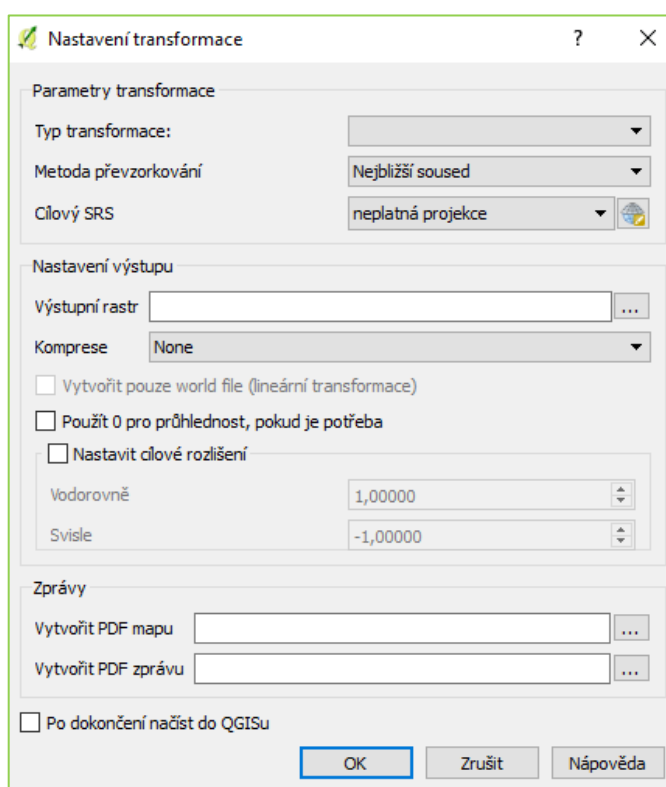 Nastavení transformace ?
Parametry transformace
Typ transformace:
Metoda převzorkování Nejbližší soused
Cílový SRS neplatná projekce
Nastavení výstupu
Výstupní rastr ...
Komprese None
Vytvořit pouze world file (lineární transformace)
Použít 0 pro průhlednost, pokud je potřeba
Nastavit cílové rozlišení
Vodorovně 1,00000
Svisle -1,00000
Zprávy
Vytvořit PDF mapu ...
Vytvořit PDF zprávu ...
Po dokončení načíst do QGISu
OK Zrušit Nápověda